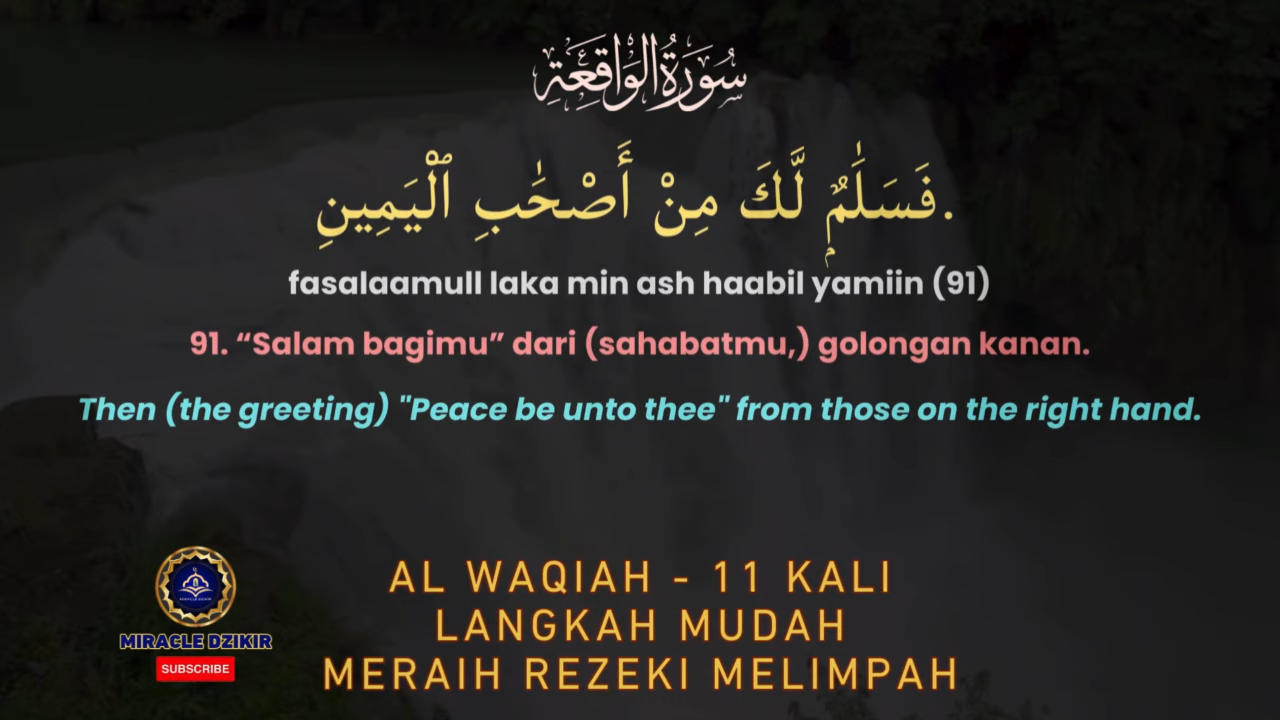 سُورَةُ الوَاقِعَةِ
فَسَلَٰمٌۭ لَّكَ مِنْ أَصْحَٰبِ ٱلْيَمِينِ.
fasalaamull laka min ash haabil yamiin (91)
91. “Salam bagimu” dari (sahabatmu,) golongan kanan.
Then (the greeting) "Peace be unto thee" from those on the right hand.
AL WAQIAH - 11 KALI
LANGKAH MUDAH
MERAIH REZEKI MELIMPAH
MIRACLE DZIKIR
MIRACLE DZIKIR
SUBSCRIBE